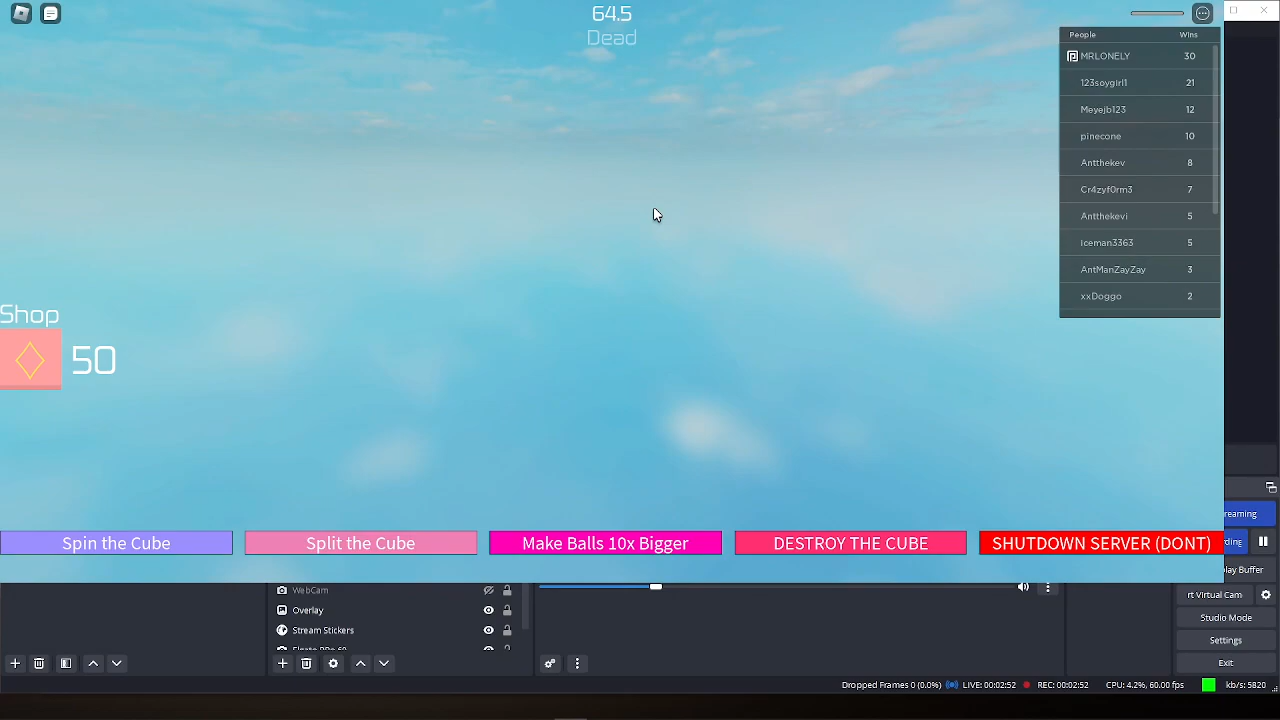 64.5
Dead
People Wins
MRLONELY 30
123soygirl1 21
Meyejb123 12
pinecone 10
Antthekev 8
Cr4zyf0rm3 7
Antthekevi 5
iceman3363 5
AntManZayZay 3
xxDoggo 2
Shop
50
Spin the Cube
Split the Cube
Make Balls 10x Bigger
DESTROY THE CUBE
SHUTDOWN SERVER (DONT)
reaming
ding
lay Buffer
rt Virtual Cam
Studio Mode
Settings
Exit
WebCam
Overlay
Stream Stickers
Dropped Frames 0 (0.0%) LIVE: 00:02:52 REC: 00:02:52 CPU: 4.2%, 60.00 fps kb/s: 5820